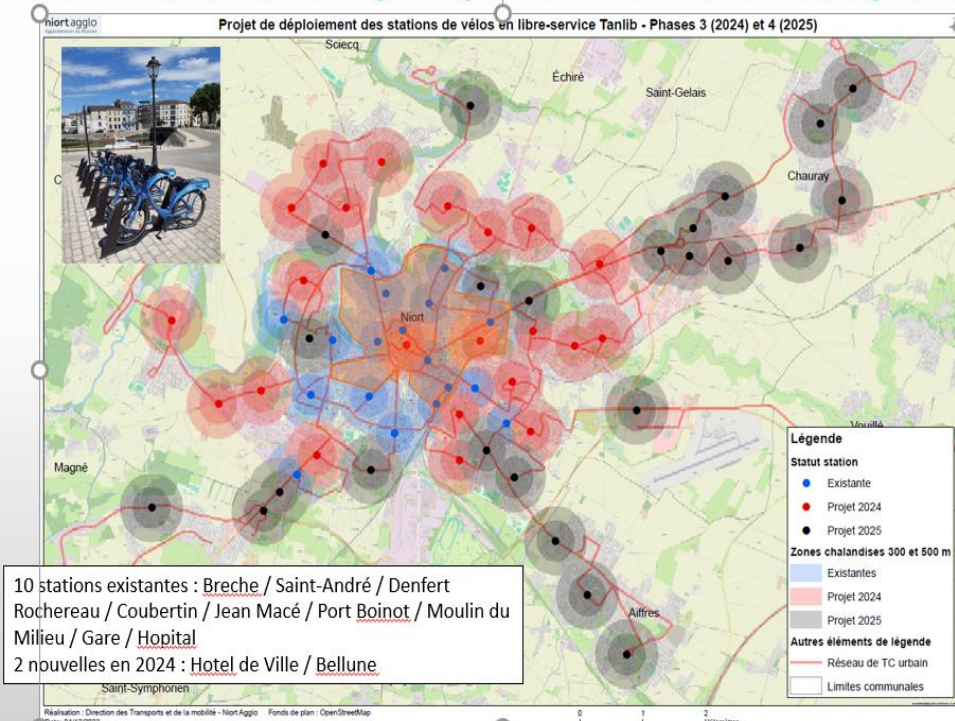 niortagglo
Agglomération du Niortais
Projet de déploiement des stations de vélos en libre-service Tanlib - Phases 3 (2024) et 4 (2025)
Sciecq
Échiré
Saint-Gelais
Chauray
Niort
Magné
Vouillé
Aiffres
Saint-Symphorien
Légende
Statut station
Existante
Projet 2024
Projet 2025
Zones chalandises 300 et 500 m
Existantes
Projet 2024
Projet 2025
Autres éléments de légende
Réseau de TC urbain
Limites communales
10 stations existantes : Breche / Saint-André / Denfert
Rochereau / Coubertin / Jean Macé / Port Boinot / Moulin du
Milieu / Gare / Hopital
2 nouvelles en 2024 : Hotel de Ville / Bellune
Réalisation : Direction des Transports et de la mobilité - Niort Agglo Fonds de plan : OpenStreetMap
0 1 2